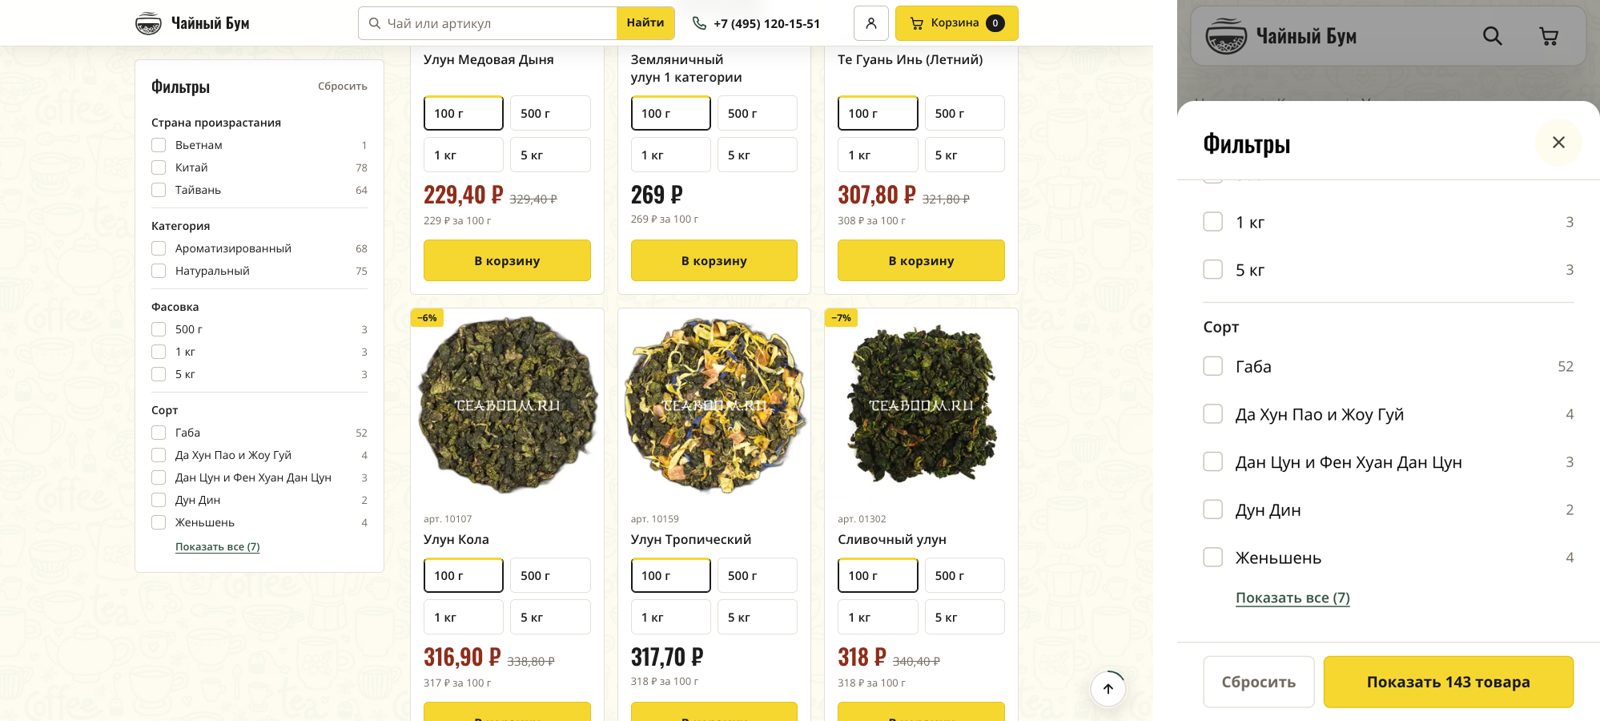 Чайный Бум
Чай или артикул
Найти
+7 (495) 120-15-51
Корзина 0
Фильтры
Сбросить
Страна произрастания
Вьетнам 1
Китай 78
Тайвань 64
Категория
Ароматизированный 68
Натуральный 75
Фасовка
500 г 3
1 кг 3
5 кг 3
Сорт
Габа 52
Да Хун Пао и Жоу Гуй 4
Дан Цун и Фен Хуан Дан Цун 3
Дун Дин 2
Женьшень 4
Показать все (7)
Улун Медовая Дыня
100 г 500 г
1 кг 5 кг
229,40 ₽ 329,40 ₽
229 ₽ за 100 г
В корзину
Земляничный
улун 1 категории
100 г 500 г
1 кг 5 кг
269 ₽
269 ₽ за 100 г
В корзину
Те Гуань Инь (Летний)
100 г 500 г
1 кг 5 кг
307,80 ₽ 321,80 ₽
308 ₽ за 100 г
В корзину
−6%
TEABOOM.RU
арт. 10107
Улун Кола
100 г 500 г
1 кг 5 кг
316,90 ₽ 338,80 ₽
317 ₽ за 100 г
В корзину
TEABOOM.RU
арт. 10159
Улун Тропический
100 г 500 г
1 кг 5 кг
317,70 ₽
318 ₽ за 100 г
В корзину
−7%
TEABOOM.RU
арт. 01302
Сливочный улун
100 г 500 г
1 кг 5 кг
318 ₽ 340,40 ₽
318 ₽ за 100 г
В корзину
Чайный Бум
Фильтры
1 кг 3
5 кг 3
Сорт
Габа 52
Да Хун Пао и Жоу Гуй 4
Дан Цун и Фен Хуан Дан Цун 3
Дун Дин 2
Женьшень 4
Показать все (7)
Сбросить
Показать 143 товара